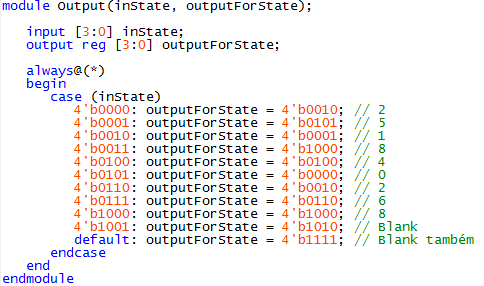 module Output(inState, outputForState);
input [3:0] inState;
output reg [3:0] outputForState;
always@(*)
begin
case (inState)
4'b0000: outputForState = 4'b0010; // 2
4'b0001: outputForState = 4'b0101; // 5
4'b0010: outputForState = 4'b0001; // 1
4'b0011: outputForState = 4'b1000; // 8
4'b0100: outputForState = 4'b0100; // 4
4'b0101: outputForState = 4'b0000; // 0
4'b0110: outputForState = 4'b0010; // 2
4'b0111: outputForState = 4'b0110; // 6
4'b1000: outputForState = 4'b1000; // 8
4'b1001: outputForState = 4'b1010; // Blank
default: outputForState = 4'b1111; // Blank também
endcase
end
endmodule